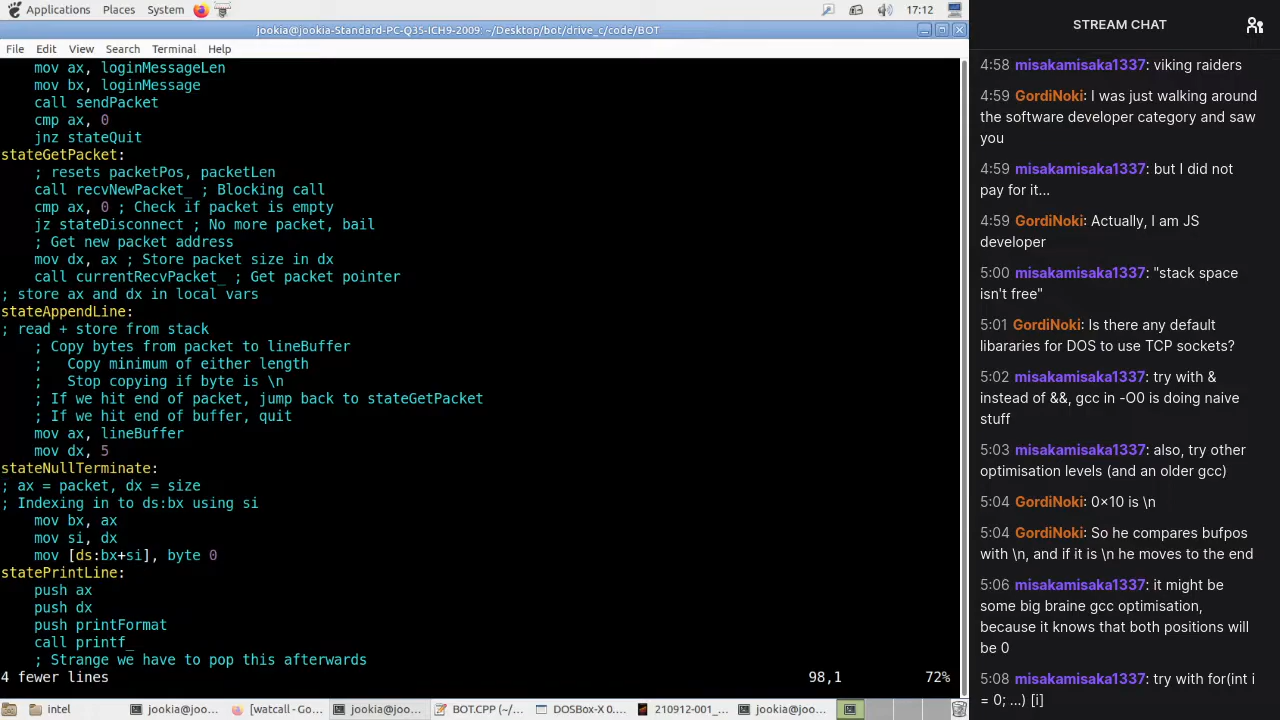 Applications Places System 17:12
jookia@jookia-Standard-PC-Q35-ICH9-2009: ~/Desktop/bot/drive_c/code/BOT
File Edit View Search Terminal Help
mov ax, loginMessageLen
mov bx, loginMessage
call sendPacket
cmp ax, 0
jnz stateQuit
stateGetPacket:
; resets packetPos, packetLen
call recvNewPacket_ ; Blocking call
cmp ax, 0 ; Check if packet is empty
jz stateDisconnect ; No more packet, bail
; Get new packet address
mov dx, ax ; Store packet size in dx
call currentRecvPacket_ ; Get packet pointer
; store ax and dx in local vars
stateAppendLine:
; read + store from stack
; Copy bytes from packet to lineBuffer
;   Copy minimum of either length
;   Stop copying if byte is \n
; If we hit end of packet, jump back to stateGetPacket
; If we hit end of buffer, quit
mov ax, lineBuffer
mov dx, 5
stateNullTerminate:
; ax = packet, dx = size
; Indexing in to ds:bx using si
mov bx, ax
mov si, dx
mov [ds:bx+si], byte 0
statePrintLine:
push ax
push dx
push printFormat
call printf_
; Strange we have to pop this afterwards
4 fewer lines 98,1 72%
intel jookia@joo... [watcall - Go... jookia@joo... BOT.CPP (~/... DOSBox-X 0.... 210912-001_... jookia@joo...
STREAM CHAT
4:58 misakamisaka1337: viking raiders
4:59 GordiNoki: I was just walking around
the software developer category and saw
you
4:59 misakamisaka1337: but I did not
pay for it...
4:59 GordiNoki: Actually, I am JS
developer
5:00 misakamisaka1337: "stack space
isn't free"
5:01 GordiNoki: Is there any default
libararies for DOS to use TCP sockets?
5:02 misakamisaka1337: try with &
instead of &&, gcc in -O0 is doing naive
stuff
5:03 misakamisaka1337: also, try other
optimisation levels (and an older gcc)
5:04 GordiNoki: 0×10 is \n
5:04 GordiNoki: So he compares bufpos
with \n, and if it is \n he moves to the end
5:06 misakamisaka1337: it might be
some big braine gcc optimisation,
because it knows that both positions will
be 0
5:08 misakamisaka1337: try with for(int i
= 0; ...) [i]